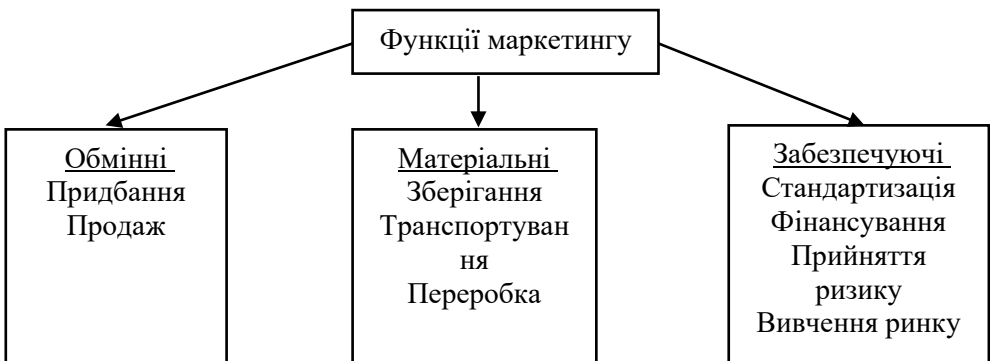 Функції маркетингу
Обмінні
Придбання
Продаж
Матеріальні
Зберігання
Транспортуван
ня
Переробка
Забезпечуючі
Стандартизація
Фінансування
Прийняття
ризику
Вивчення ринку